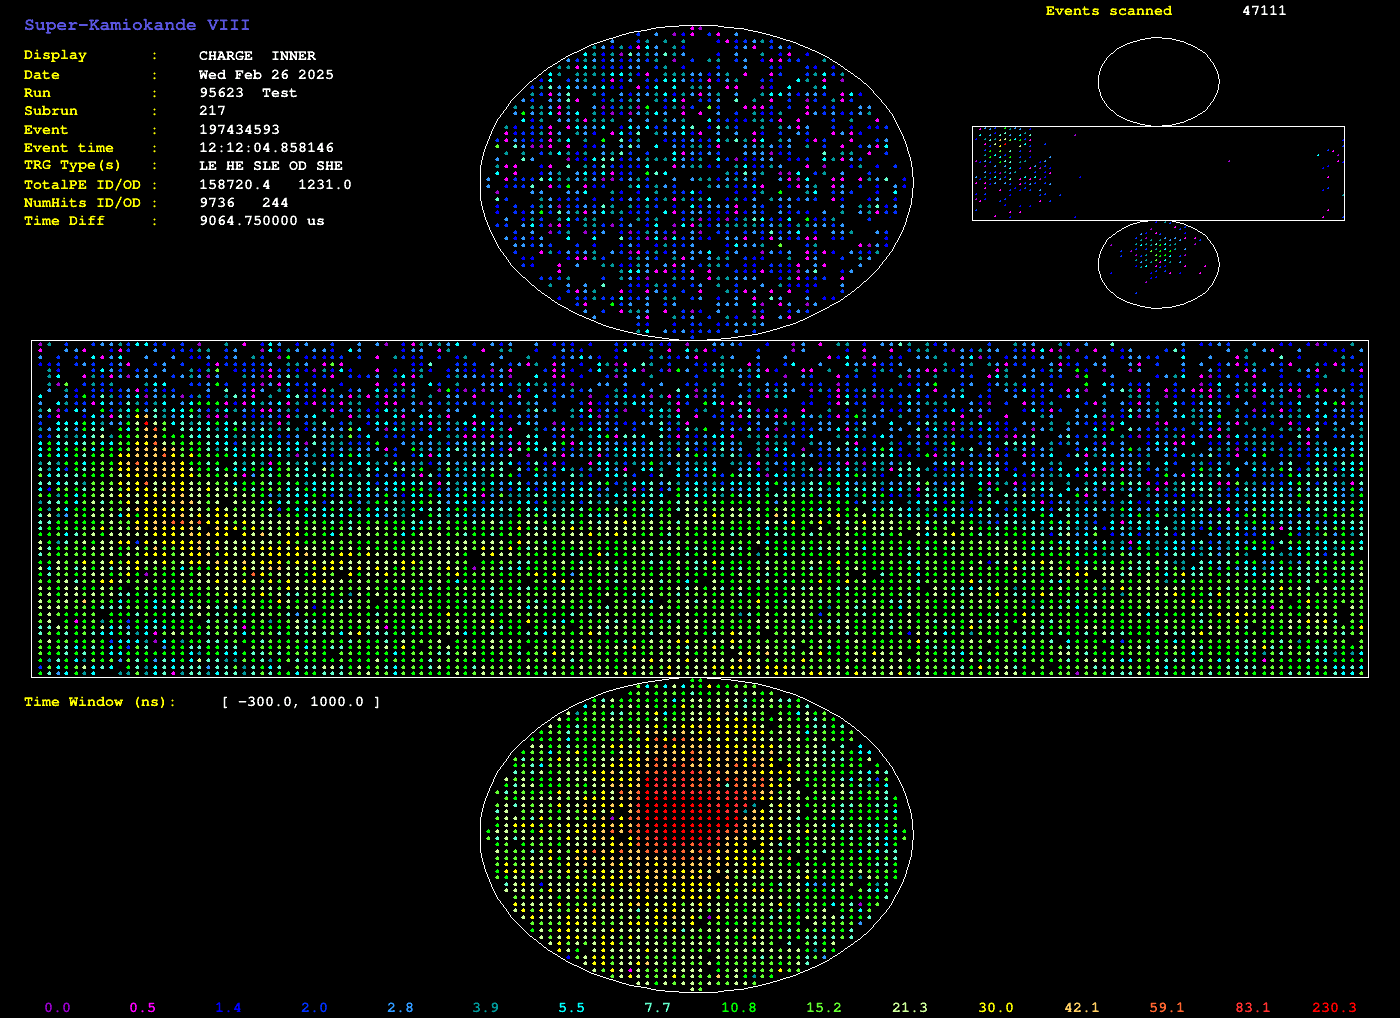 Super-Kamiokande VIII
Events scanned 47111
Display : CHARGE INNER
Date : Wed Feb 26 2025
Run : 95623 Test
Subrun : 217
Event : 197434593
Event time : 12:12:04.858146
TRG Type(s) : LE HE SLE OD SHE
TotalPE ID/OD : 158720.4 1231.0
NumHits ID/OD : 9736 244
Time Diff : 9064.750000 us
Time Window (ns): [ -300.0, 1000.0 ]
0.0 0.5 1.4 2.0 2.8 3.9 5.5 7.7 10.8 15.2 21.3 30.0 42.1 59.1 83.1 230.3